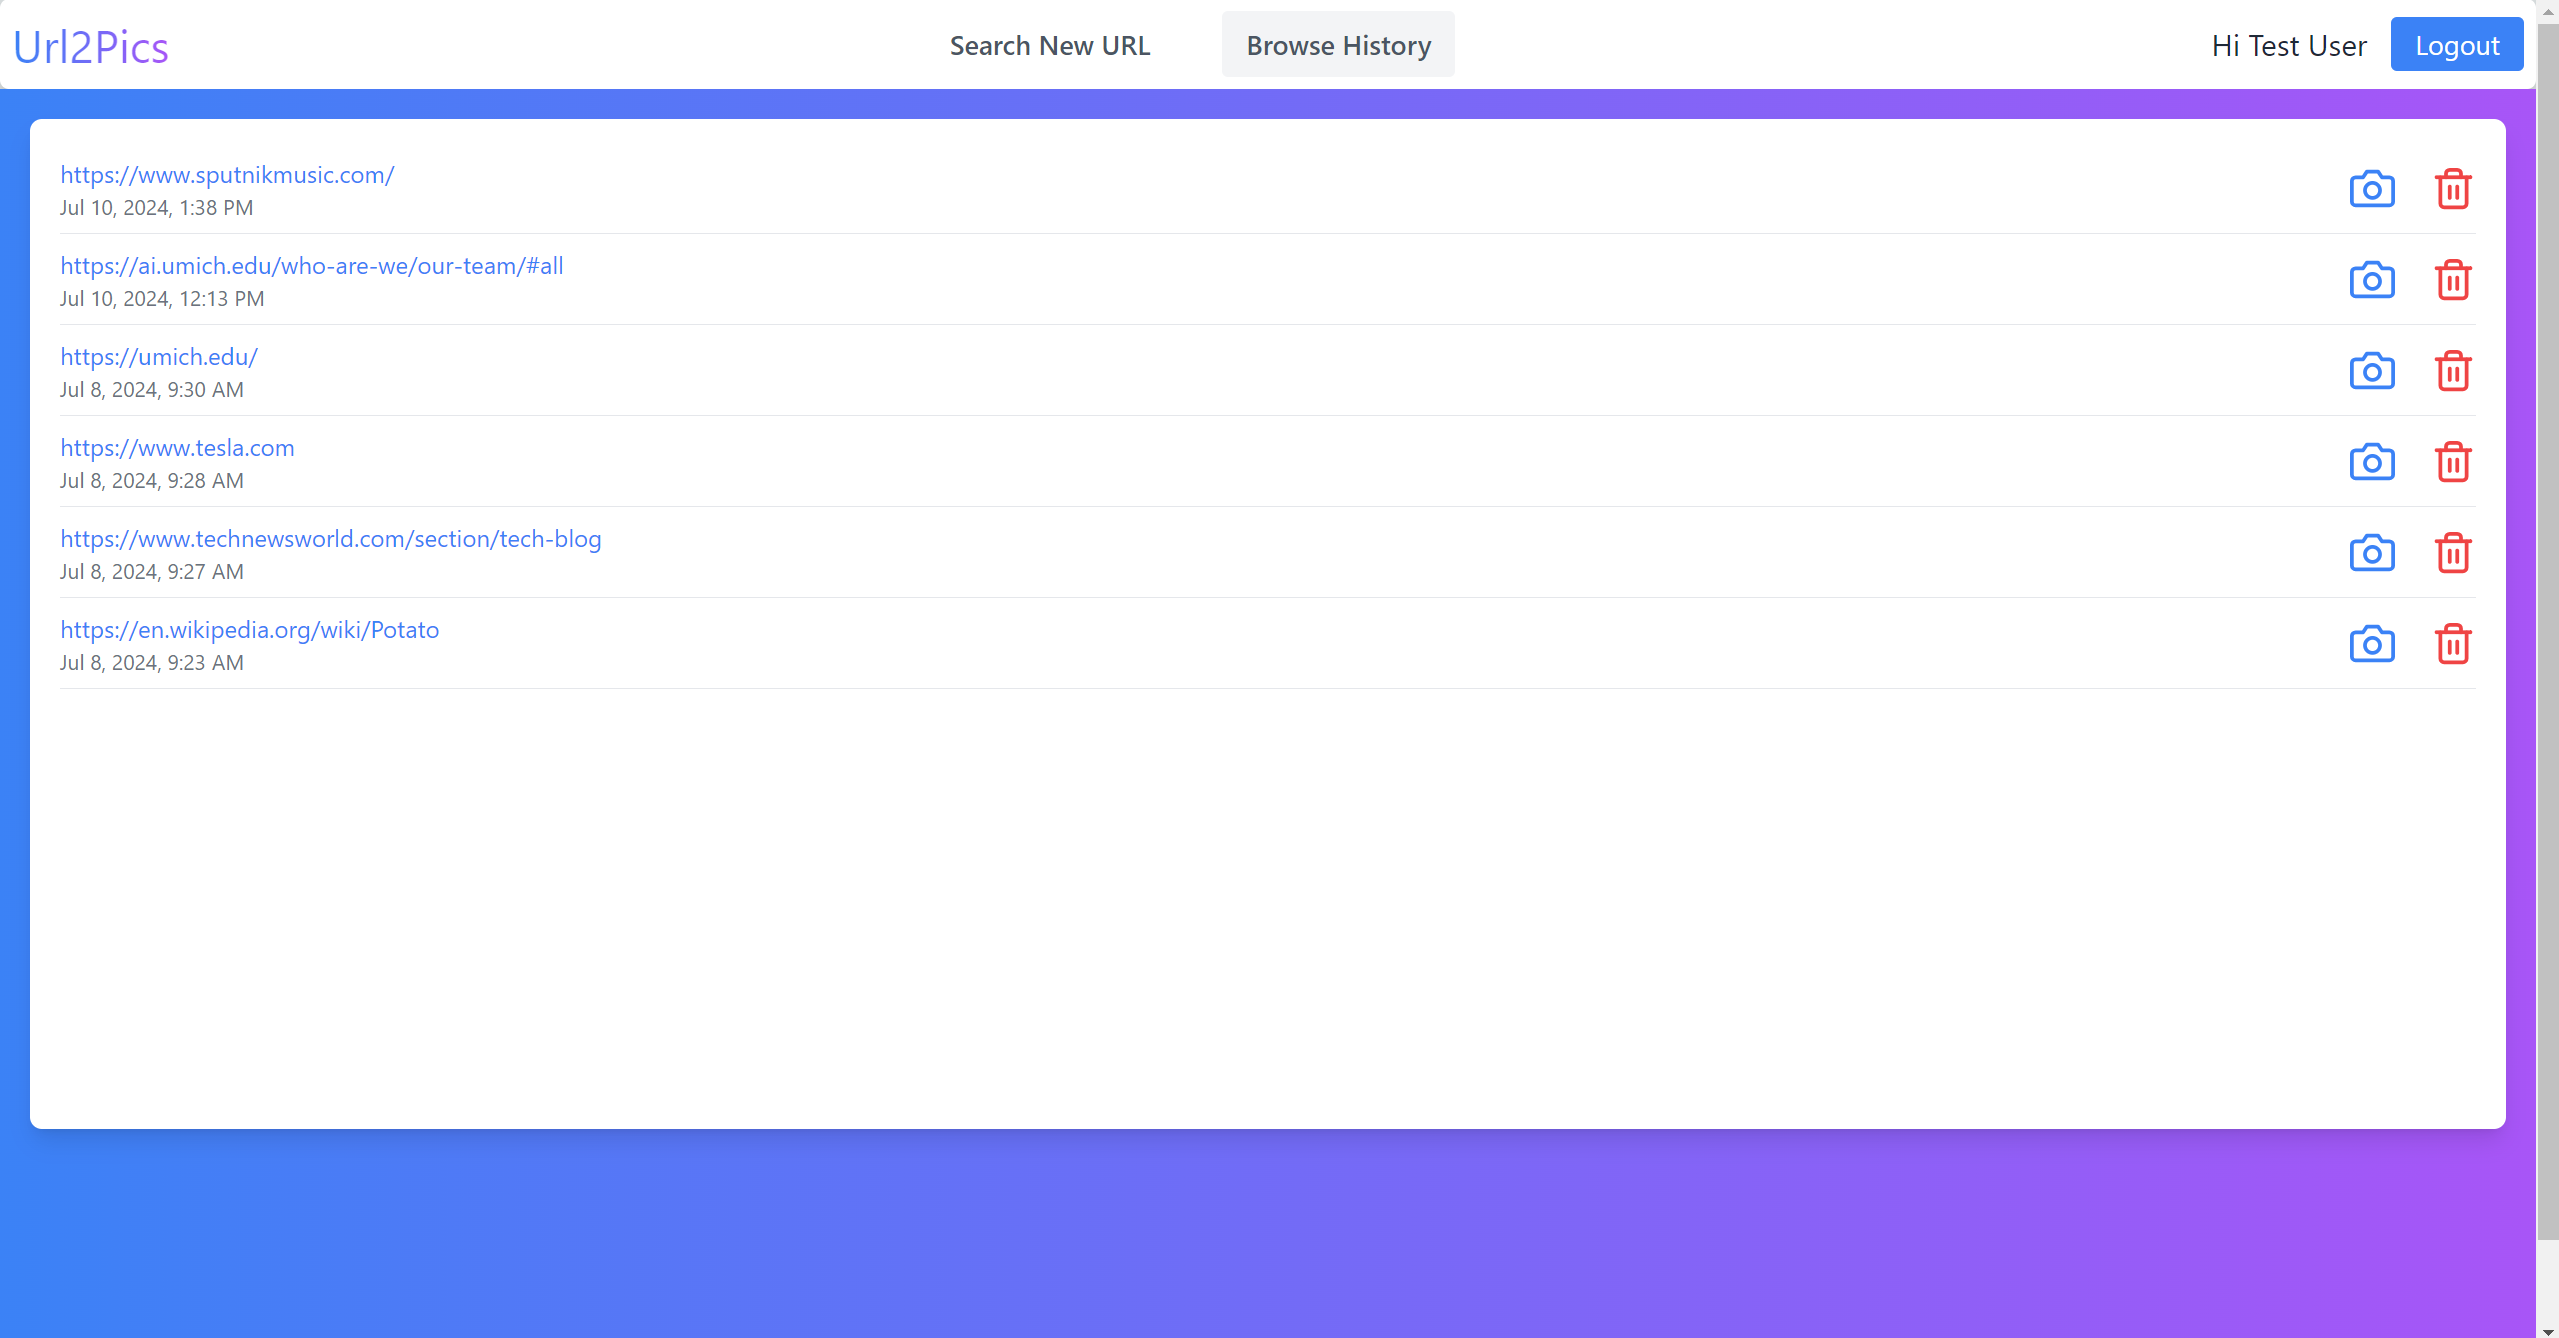 Url2Pics
Search New URL
Browse History
Hi Test User
Logout
https://www.sputnikmusic.com/
Jul 10, 2024, 1:38 PM
https://ai.umich.edu/who-are-we/our-team/#all
Jul 10, 2024, 12:13 PM
https://umich.edu/
Jul 8, 2024, 9:30 AM
https://www.tesla.com
Jul 8, 2024, 9:28 AM
https://www.technewsworld.com/section/tech-blog
Jul 8, 2024, 9:27 AM
https://en.wikipedia.org/wiki/Potato
Jul 8, 2024, 9:23 AM